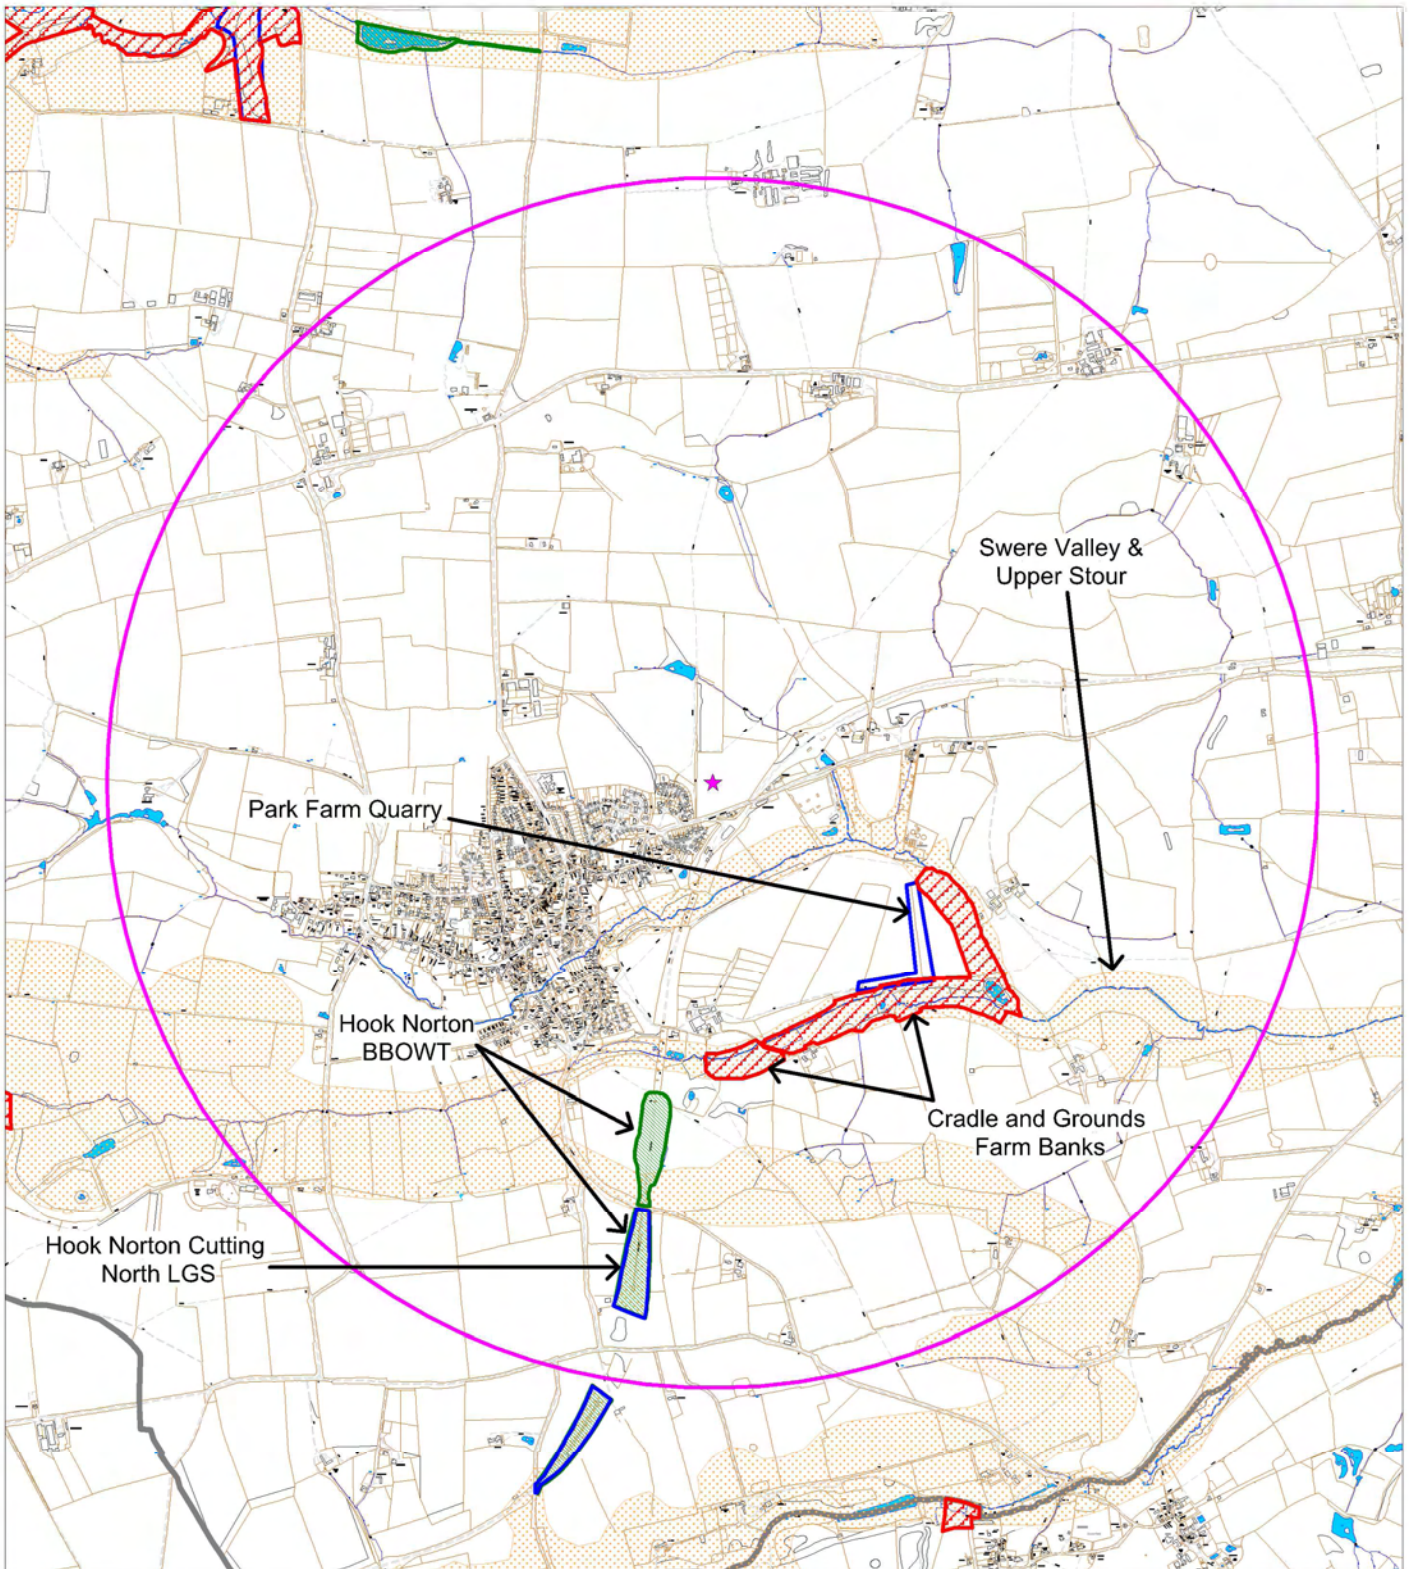 Swere Valley &
Upper Stour
Park Farm Quarry
Hook Norton
BBOWT
Cradle and Grounds
Farm Banks
Hook Norton Cutting
North LGS